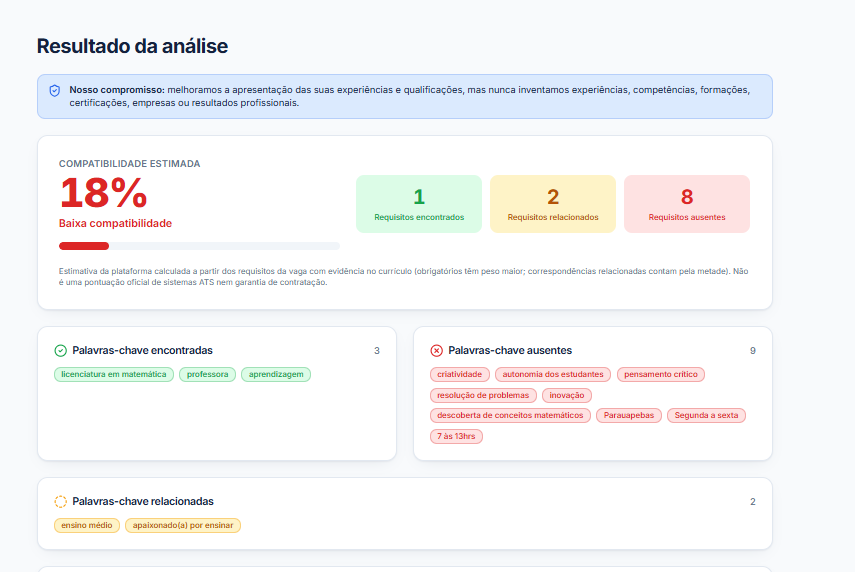 Resultado da análise
Nosso compromisso: melhoramos a apresentação das suas experiências e qualificações, mas nunca inventamos experiências, competências, formações,
certificações, empresas ou resultados profissionais.
COMPATIBILIDADE ESTIMADA
18%
Baixa compatibilidade
1
Requisitos encontrados
2
Requisitos relacionados
8
Requisitos ausentes
Estimativa da plataforma calculada a partir dos requisitos da vaga com evidência no currículo (obrigatórios têm peso maior; correspondências relacionadas contam pela metade). Não
é uma pontuação oficial de sistemas ATS nem garantia de contratação.
Palavras-chave encontradas 3
licenciatura em matemática professora aprendizagem
Palavras-chave ausentes 9
criatividade autonomia dos estudantes pensamento crítico
resolução de problemas inovação
descoberta de conceitos matemáticos Parauapebas Segunda a sexta
7 às 13hrs
Palavras-chave relacionadas 2
ensino médio apaixonado(a) por ensinar